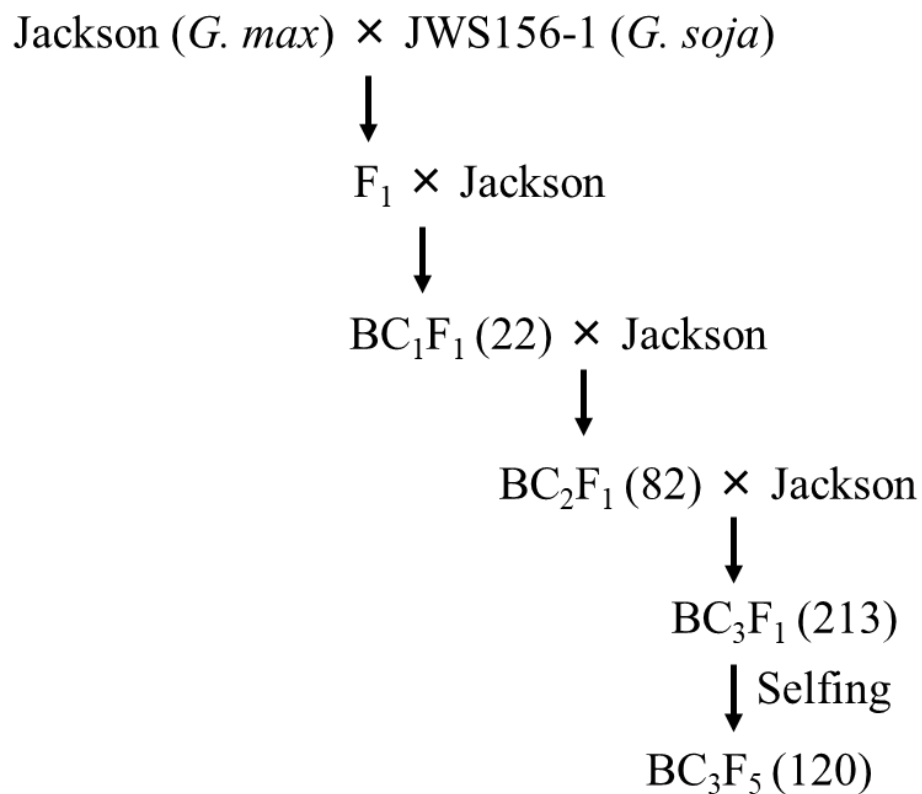 Jackson (G. max) × JWS156-1 (G. soja)
F₁ × Jackson
BC₁F₁ (22) × Jackson
BC₂F₁ (82) × Jackson
BC₃F₁ (213)
Selfing
BC₃F₅ (120)